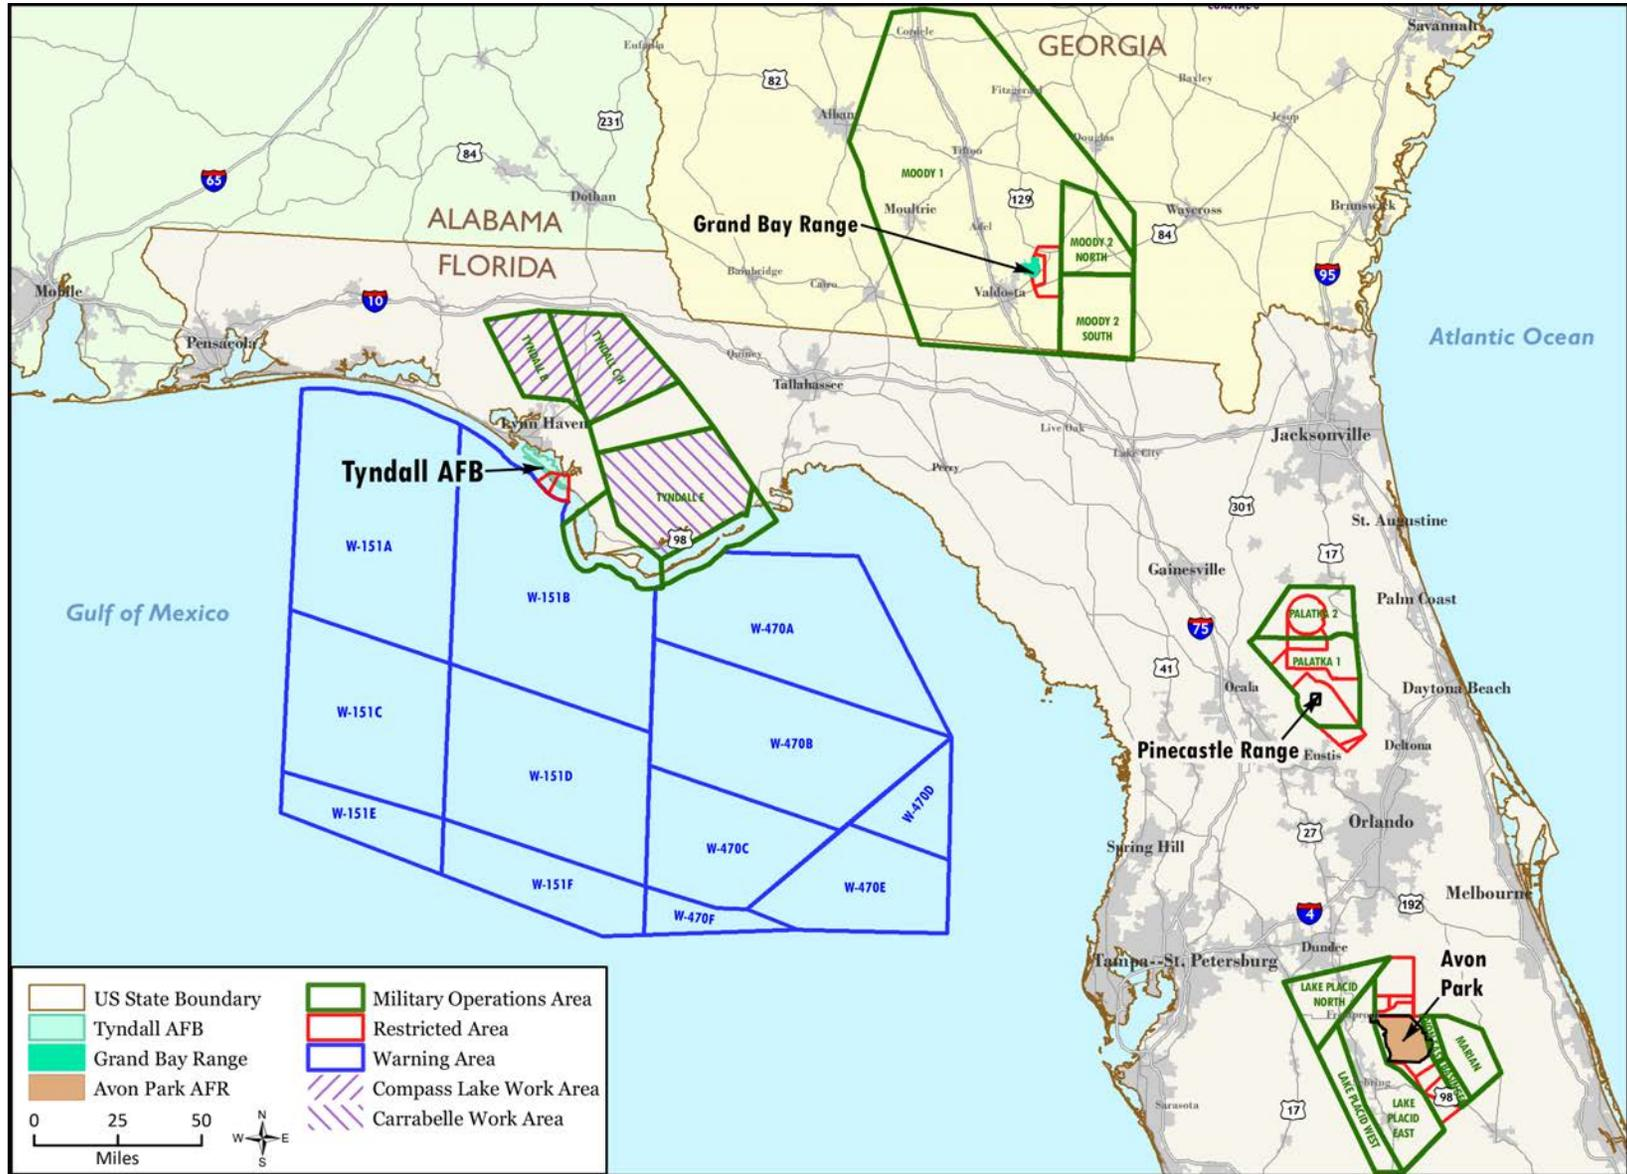 Savannah
Cordele
GEORGIA
Eufaula
82
Baxley
Fitzgerald
Alban
231
Jesup
Douglas
84
Tifton
65
MOODY 1
Dothan
129
Moultrie
Waycross
Brunswick
ALABAMA
Grand Bay Range
Adel
84
MOODY 2
NORTH
FLORIDA
Bainbridge
95
Cairo
Valdosta
Mobile
10
MOODY 2
SOUTH
Atlantic Ocean
Pensacola
TYNDALL B
TYNDALL C/H
Quincy
Tallahassee
Lynn Haven
Live Oak
Jacksonville
Lake City
Tyndall AFB
Perry
TYNDALL E
301
St. Augustine
98
W-151A
17
Gainesville
W-151B
Palm Coast
Gulf of Mexico
PALATKA 2
W-470A
75
PALATKA 1
41
Ocala
Daytona Beach
W-151C
W-470B
Pinecastle Range
Eustis
Deltona
W-151D
W-470D
W-151E
27
Orlando
W-470C
Spring Hill
W-151F
W-470E
Melbourne
W-470F
4
192
Dundee
Tampa--St. Petersburg
Avon
Park
LAKE PLACID
NORTH
MARIAN
LAKE PLACID WEST
98
LAKE
PLACID
EAST
Sarasota
17
US State Boundary
Military Operations Area
Tyndall AFB
Restricted Area
Grand Bay Range
Warning Area
Avon Park AFR
Compass Lake Work Area
Carrabelle Work Area
0 25 50
Miles
N
W E
S